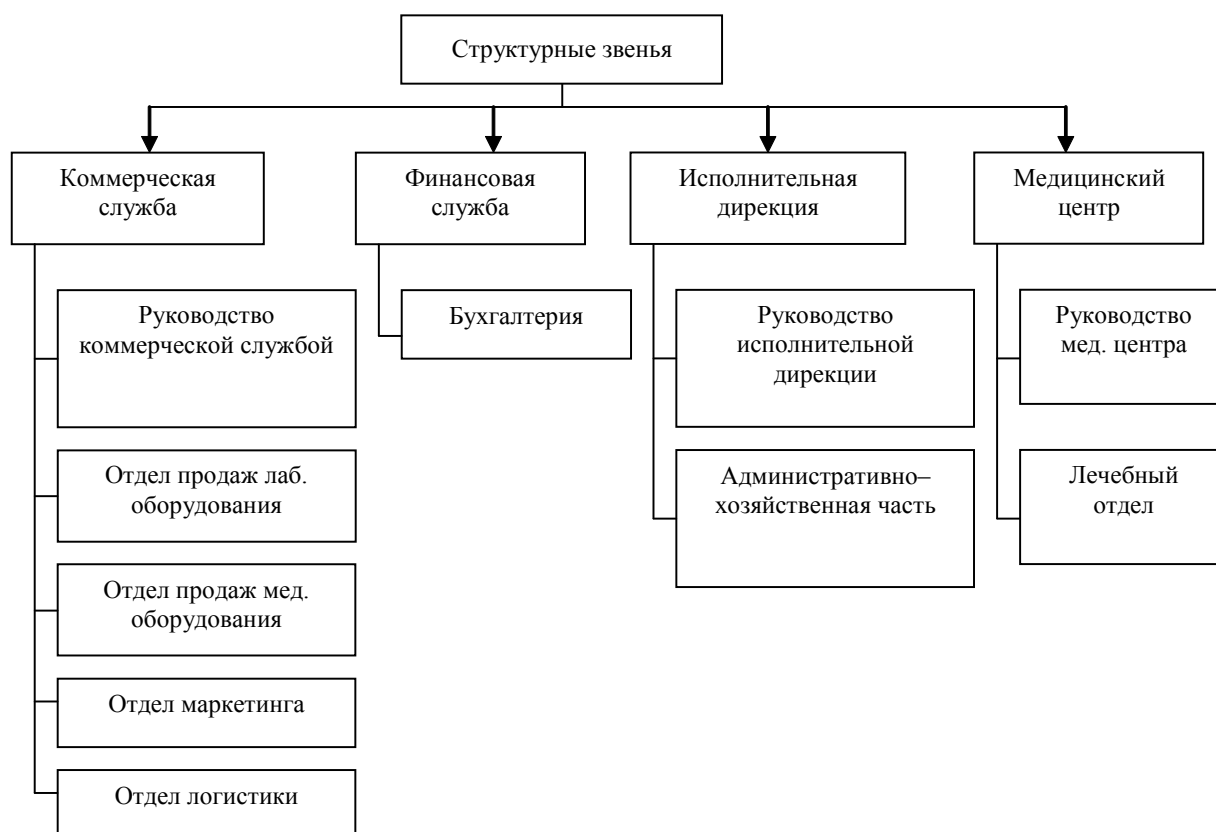 Структурные звенья
Коммерческая
служба
Финансовая
служба
Исполнительная
дирекция
Медицинский
центр
Руководство
коммерческой службой
Отдел продаж лаб.
оборудования
Отдел продаж мед.
оборудования
Отдел маркетинга
Отдел логистики
Бухгалтерия
Руководство
исполнительной
дирекции
Административно–
хозяйственная часть
Руководство
мед. центра
Лечебный
отдел